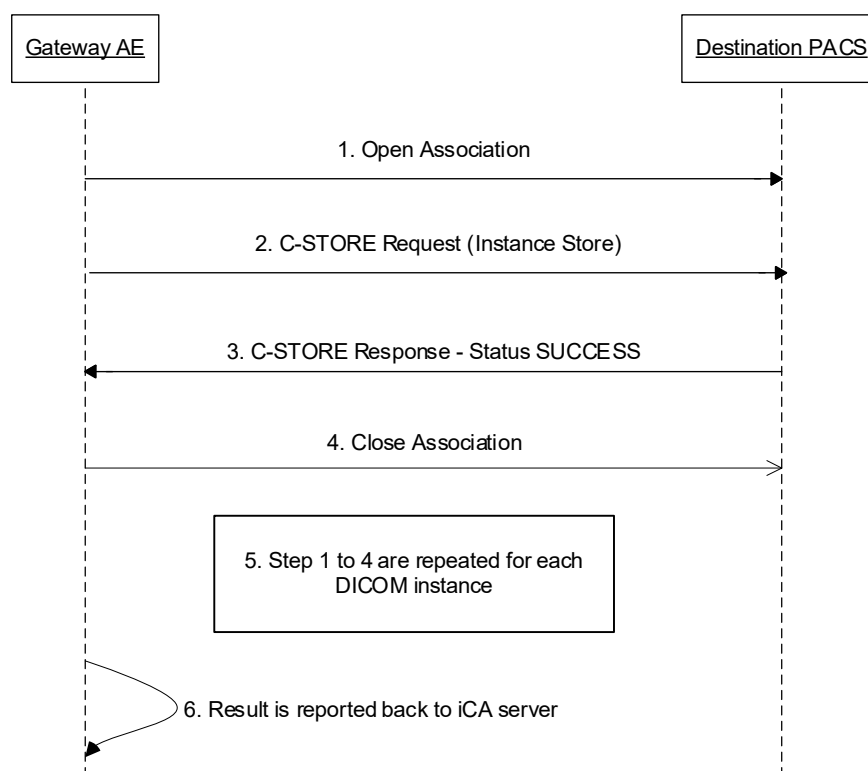 Gateway AE
Destination PACS
1. Open Association
2. C-STORE Request (Instance Store)
3. C-STORE Response - Status SUCCESS
4. Close Association
5. Step 1 to 4 are repeated for each
DICOM instance
6. Result is reported back to iCA server